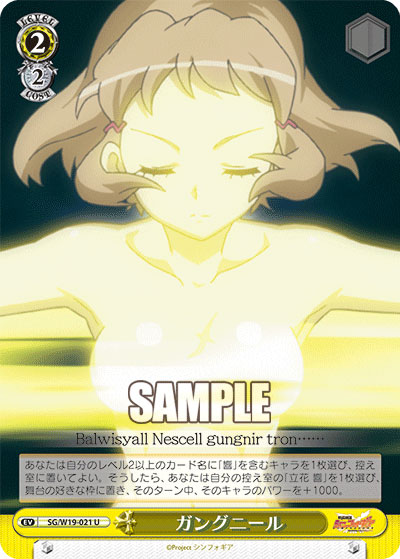 LEVEL
2
2
COST
SAMPLE
Balwisyall Nescell gungnir tron……
あなたは自分のレベル2以上のカード名に「響」を含むキャラを1枚選び、控え
室に置いてよい。そうしたら、あなたは自分の控え室の「立花 響」を1枚選び、
舞台の好きな枠に置き、そのターン中、そのキャラのパワーを＋1000。
EV
SG/W19-021 U
ガングニール
©Project シンフォギア